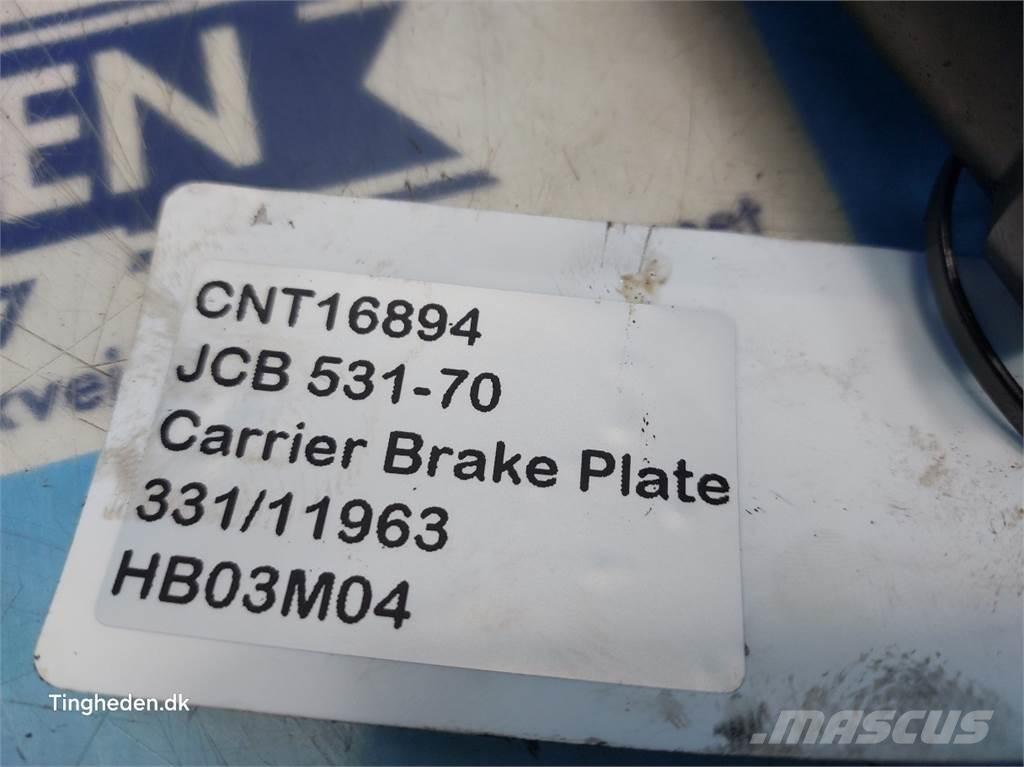 EN
CNT16894
JCB 531-70
Carrier Brake Plate
331/11963
HB03M04
Tingheden.dk
MASCUS